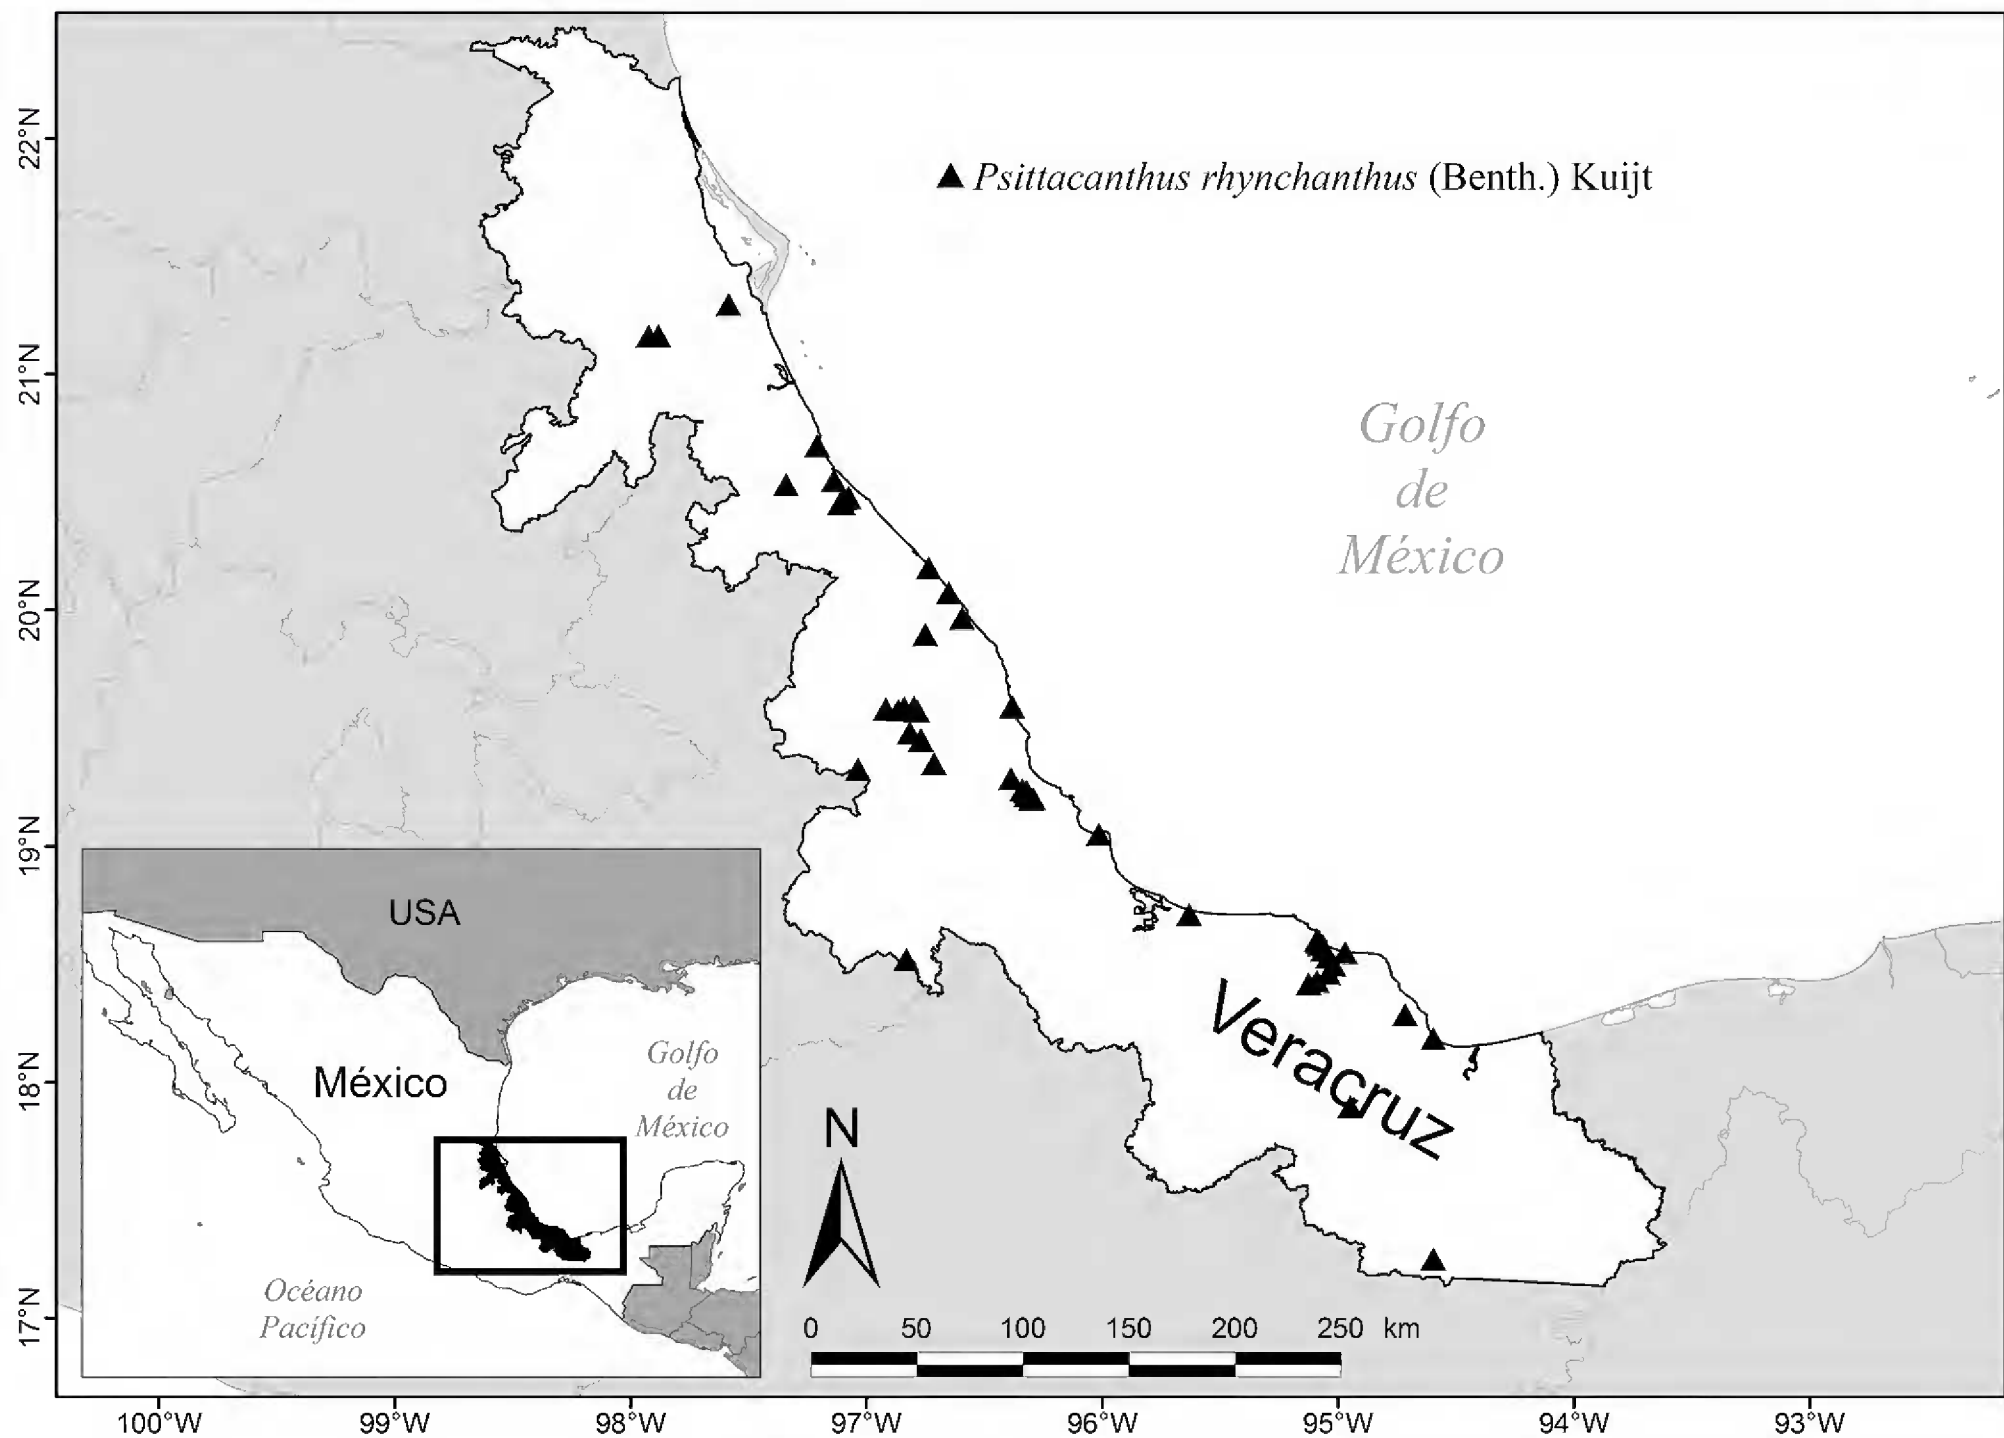 Psittacanthus rhynchanthus (Benth.) Kuijt
22°N
21°N
20°N
19°N
18°N
17°N
Golfo
de
México
Veracruz
USA
México
Golfo
de
México
Océano
Pacífico
N
0 50 100 150 200 250 km
100°W 99°W 98°W 97°W 96°W 95°W 94°W 93°W